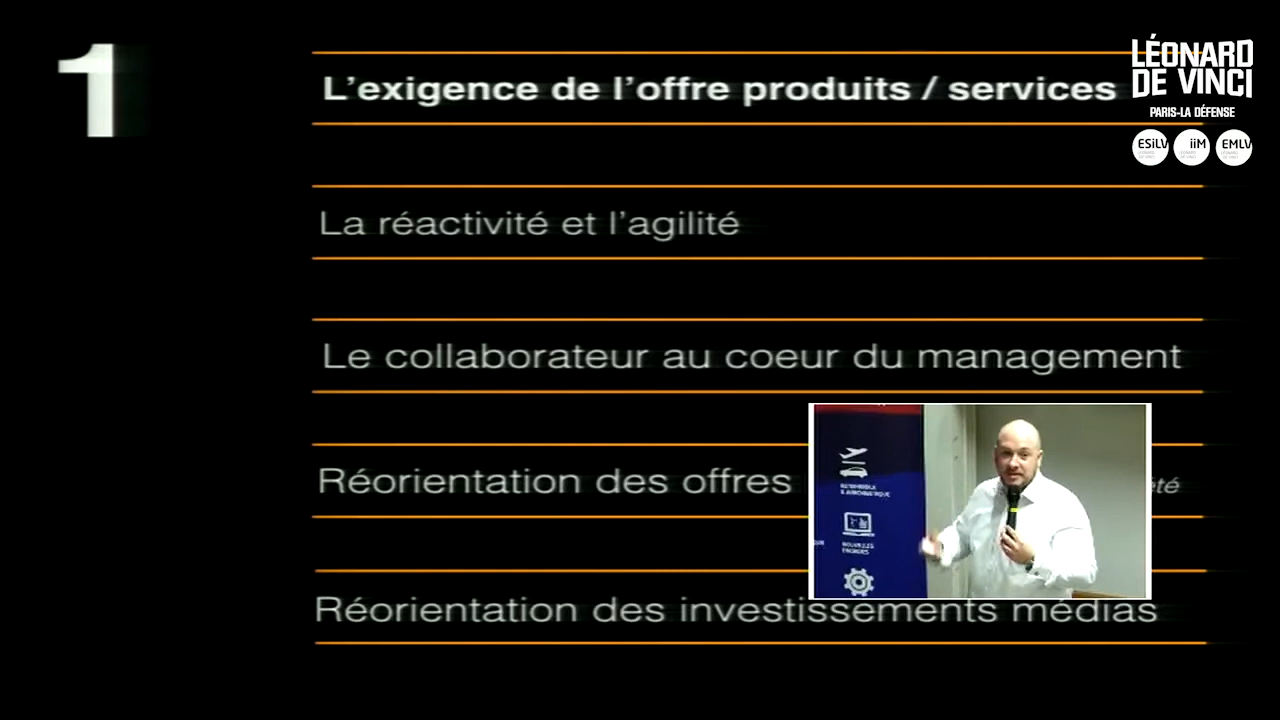 1
L'exigence de l'offre produits / services
LÉONARD
DE VINCI
PARIS-LA DÉFENSE
ESiLV
iiM
EMLV
La réactivité et l'agilité
Le collaborateur au coeur du management
Réorientation des offres
Réorientation des investissements médias